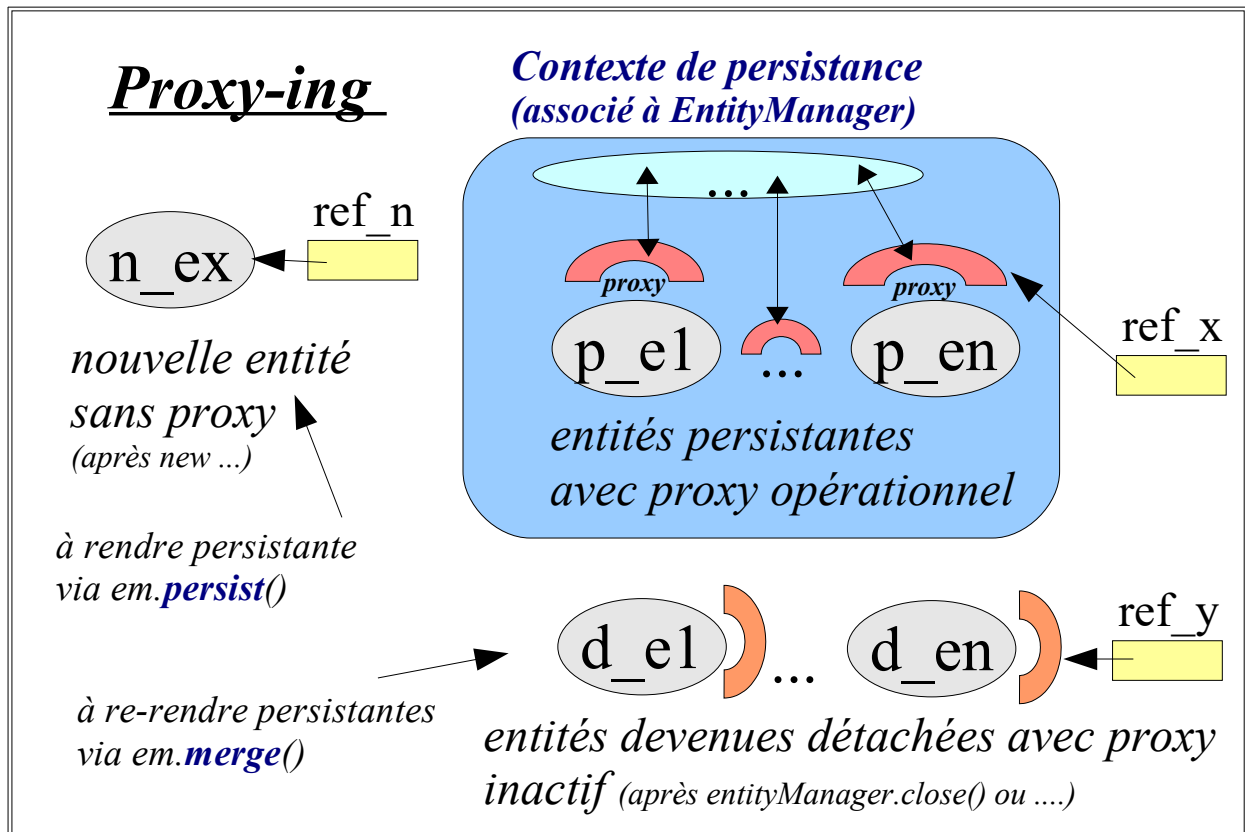 Proxy-ing
Contexte de persistance
(associé à EntityManager)
...
ref_n
n_ex
proxy
proxy
p_e1
...
p_en
ref_x
nouvelle entité
sans proxy
(après new ...)
entités persistantes
avec proxy opérationnel
à rendre persistante
via em.persist()
d_e1
...
d_en
ref_y
à re-rendre persistantes
via em.merge()
entités devenues détachées avec proxy
inactif (après entityManager.close() ou ....)